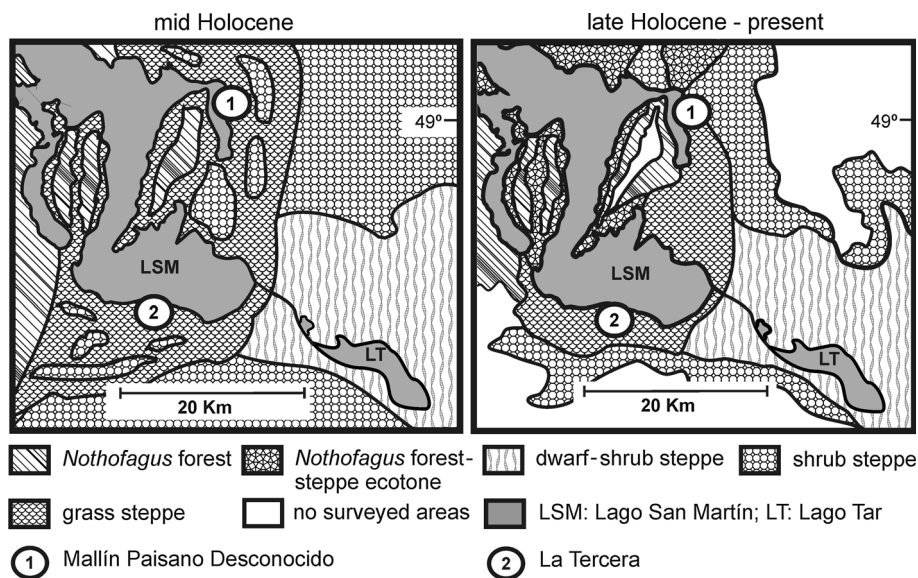 mid Holocene
late Holocene - present
1
49º
LSM
2
LT
20 Km
1
49º
LSM
2
LT
20 Km
Nothofagus forest
Nothofagus forest-
steppe ecotone
dwarf-shrub steppe
shrub steppe
grass steppe
no surveyed areas
LSM: Lago San Martín; LT: Lago Tar
1 Mallín Paisano Desconocido
2 La Tercera